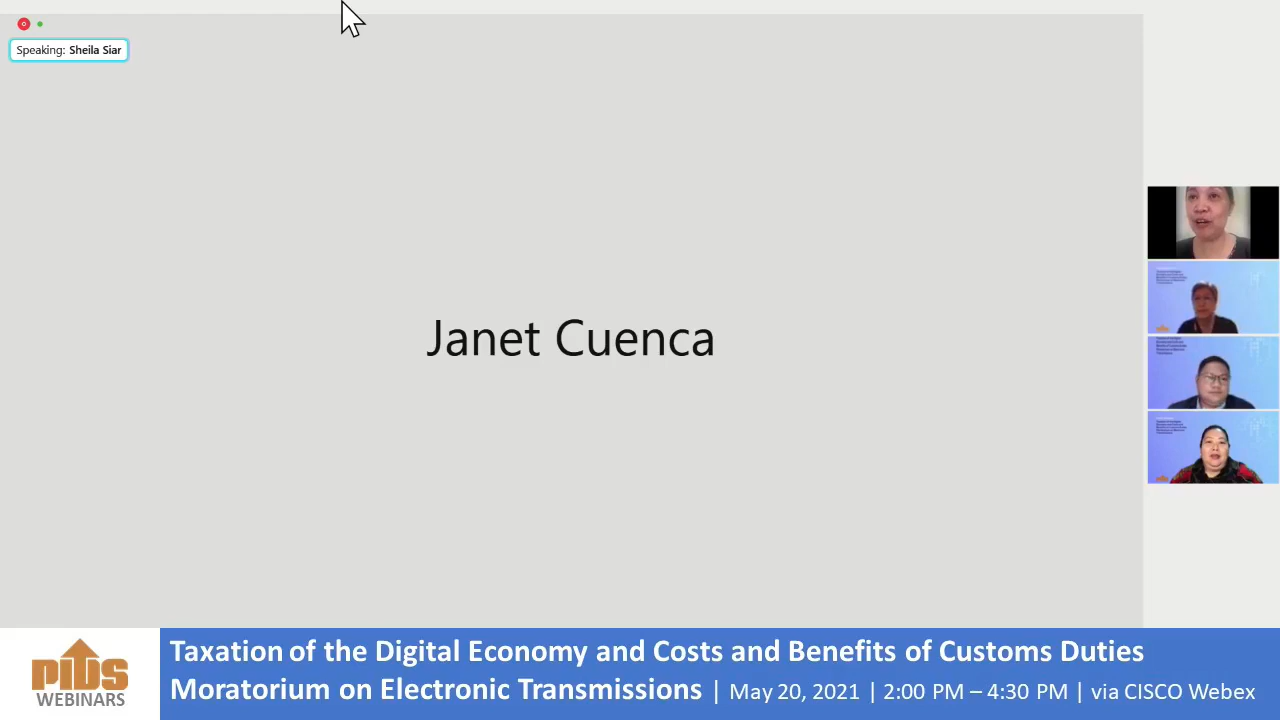 Speaking: Sheila Siar
Janet Cuenca
PIDS
WEBINARS
Taxation of the Digital Economy and Costs and Benefits of Customs Duties
Moratorium on Electronic Transmissions | May 20, 2021 | 2:00 PM – 4:30 PM | via CISCO Webex